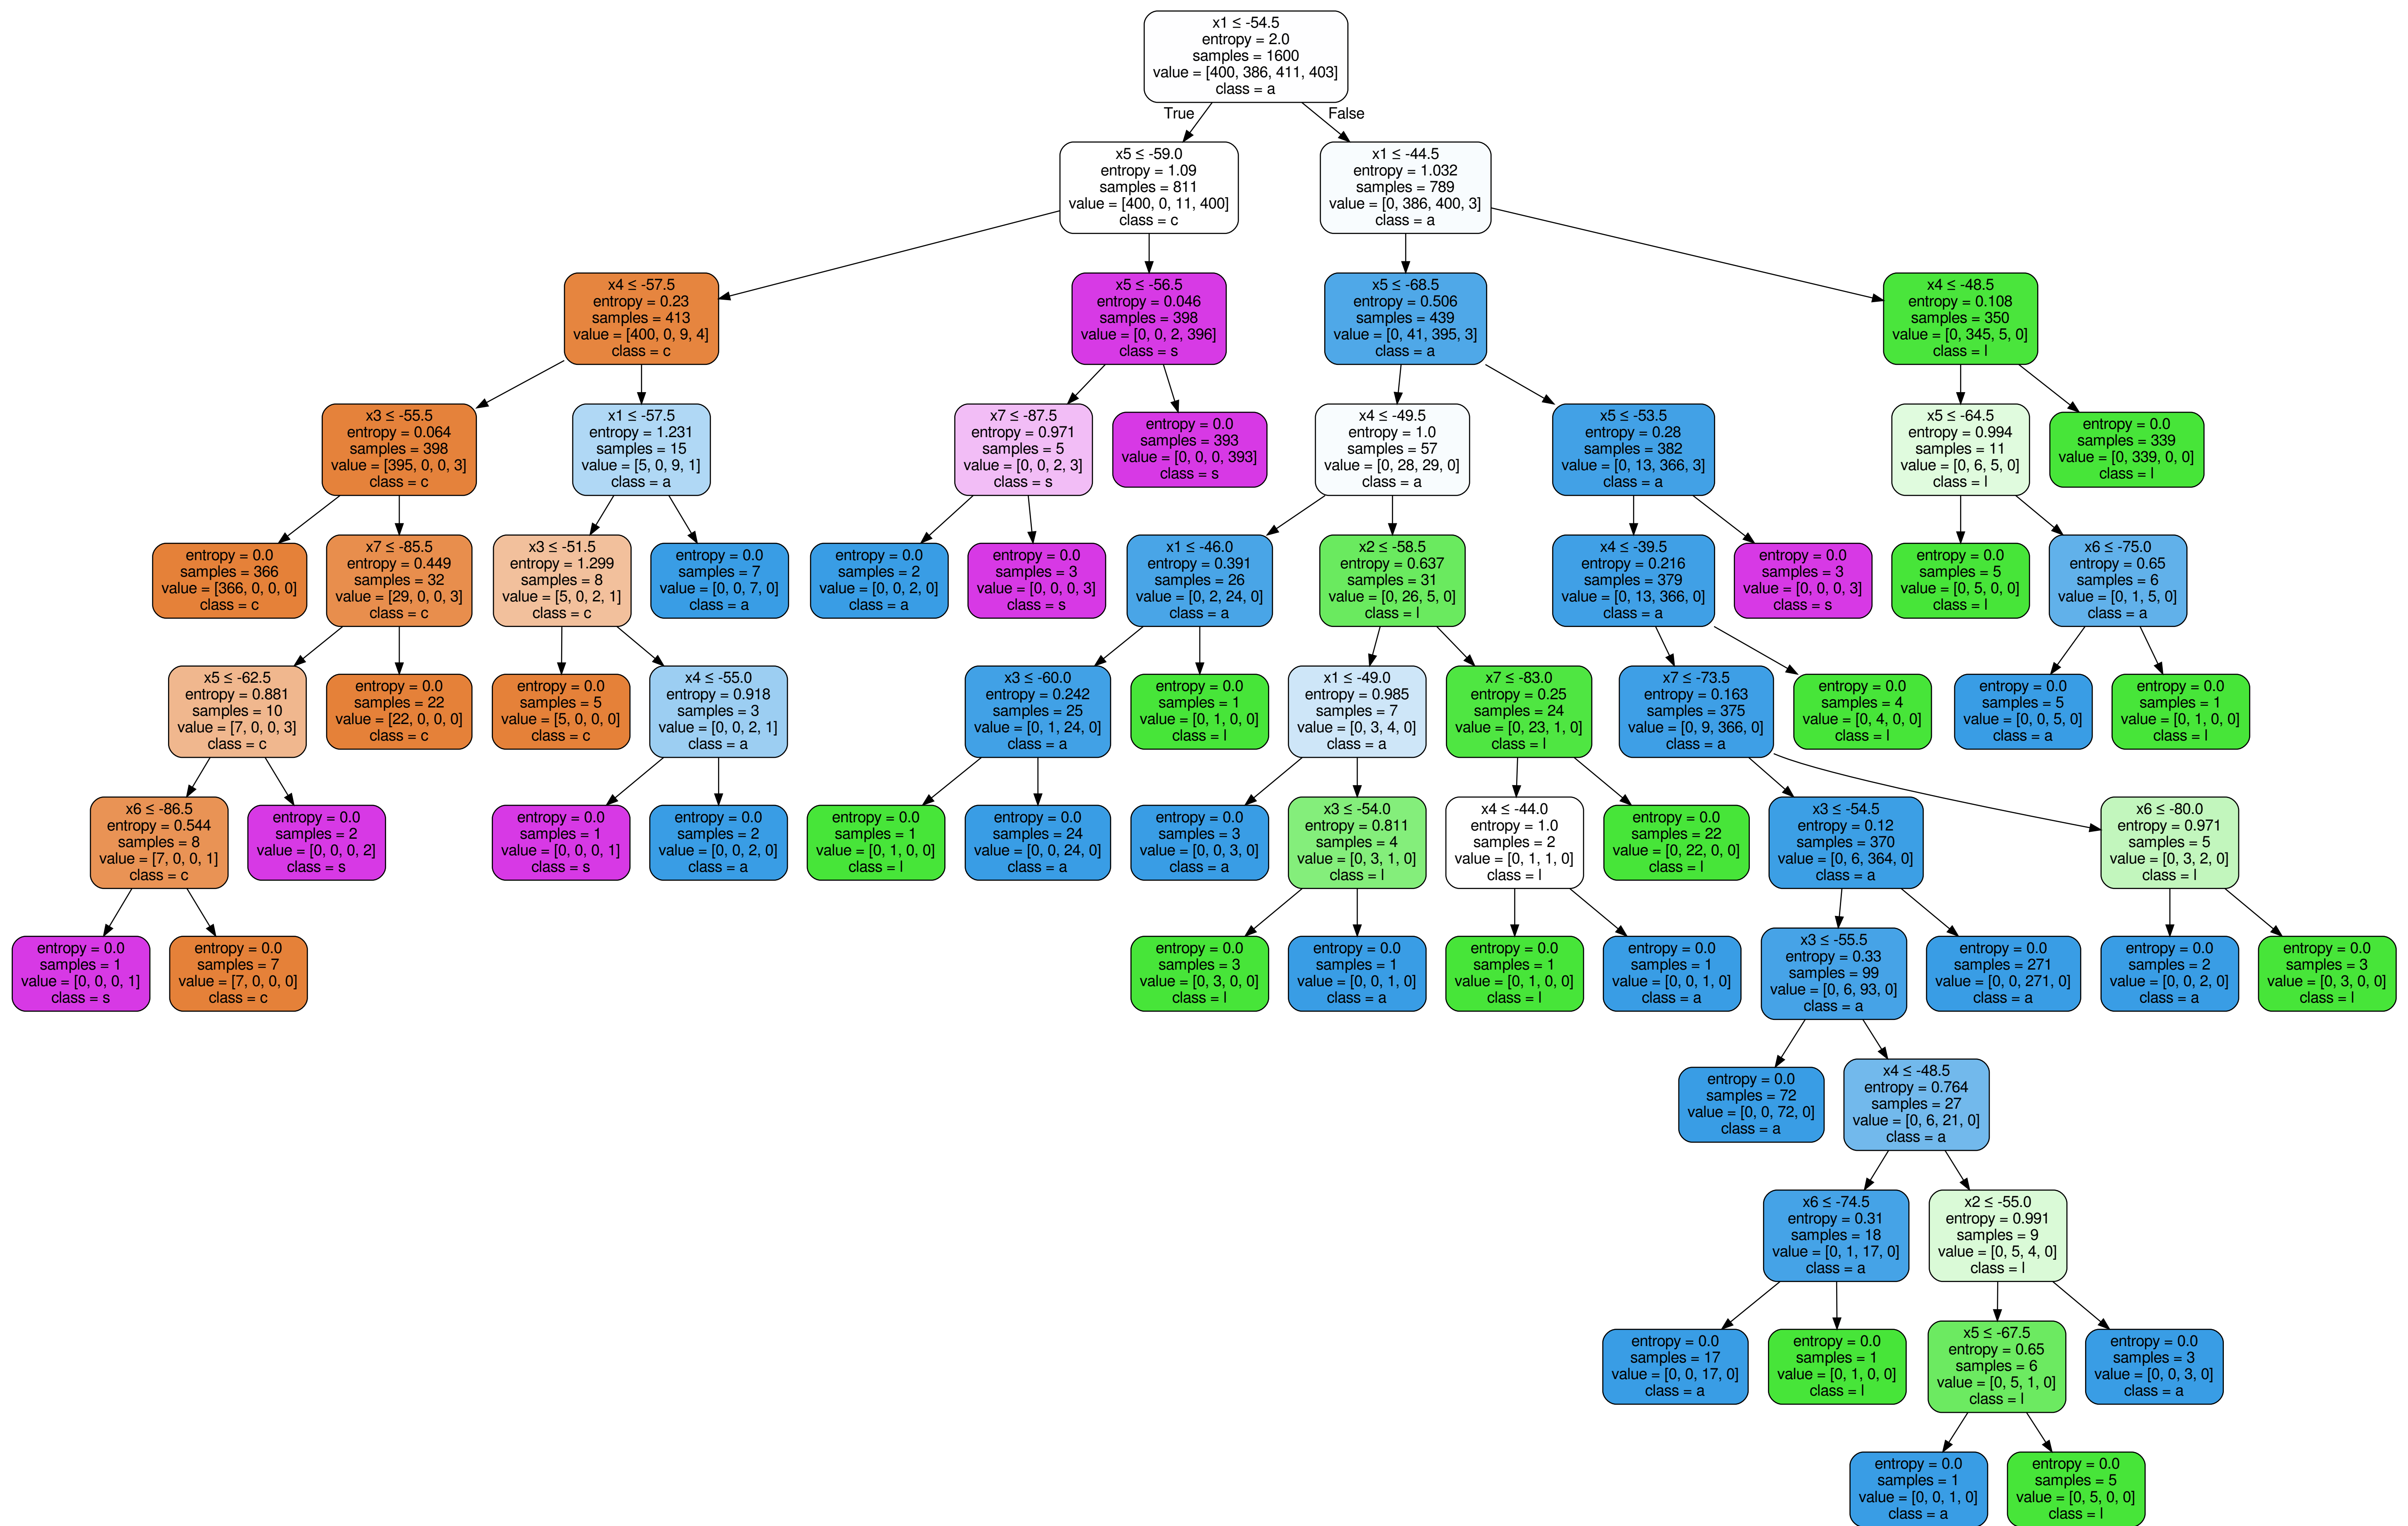 x1 ≤ -54.5
entropy = 2.0
samples = 1600
value = [400, 386, 411, 403]
class = a
True
False
x5 ≤ -59.0
entropy = 1.09
samples = 811
value = [400, 0, 11, 400]
class = c
x1 ≤ -44.5
entropy = 1.032
samples = 789
value = [0, 386, 400, 3]
class = a
x4 ≤ -57.5
entropy = 0.23
samples = 413
value = [400, 0, 9, 4]
class = c
x5 ≤ -56.5
entropy = 0.046
samples = 398
value = [0, 0, 2, 396]
class = s
x5 ≤ -68.5
entropy = 0.506
samples = 439
value = [0, 41, 395, 3]
class = a
x4 ≤ -48.5
entropy = 0.108
samples = 350
value = [0, 345, 5, 0]
class = l
x3 ≤ -55.5
entropy = 0.064
samples = 398
value = [395, 0, 0, 3]
class = c
x1 ≤ -57.5
entropy = 1.231
samples = 15
value = [5, 0, 9, 1]
class = a
x7 ≤ -87.5
entropy = 0.971
samples = 5
value = [0, 0, 2, 3]
class = s
entropy = 0.0
samples = 393
value = [0, 0, 0, 393]
class = s
x4 ≤ -49.5
entropy = 1.0
samples = 57
value = [0, 28, 29, 0]
class = a
x5 ≤ -53.5
entropy = 0.28
samples = 382
value = [0, 13, 366, 3]
class = a
x5 ≤ -64.5
entropy = 0.994
samples = 11
value = [0, 6, 5, 0]
class = l
entropy = 0.0
samples = 339
value = [0, 339, 0, 0]
class = l
entropy = 0.0
samples = 366
value = [366, 0, 0, 0]
class = c
x7 ≤ -85.5
entropy = 0.449
samples = 32
value = [29, 0, 0, 3]
class = c
x3 ≤ -51.5
entropy = 1.299
samples = 8
value = [5, 0, 2, 1]
class = c
entropy = 0.0
samples = 7
value = [0, 0, 7, 0]
class = a
entropy = 0.0
samples = 2
value = [0, 0, 2, 0]
class = a
entropy = 0.0
samples = 3
value = [0, 0, 0, 3]
class = s
x1 ≤ -46.0
entropy = 0.391
samples = 26
value = [0, 2, 24, 0]
class = a
x2 ≤ -58.5
entropy = 0.637
samples = 31
value = [0, 26, 5, 0]
class = l
x4 ≤ -39.5
entropy = 0.216
samples = 379
value = [0, 13, 366, 0]
class = a
entropy = 0.0
samples = 3
value = [0, 0, 0, 3]
class = s
entropy = 0.0
samples = 5
value = [0, 5, 0, 0]
class = l
x6 ≤ -75.0
entropy = 0.65
samples = 6
value = [0, 1, 5, 0]
class = a
x5 ≤ -62.5
entropy = 0.881
samples = 10
value = [7, 0, 0, 3]
class = c
entropy = 0.0
samples = 22
value = [22, 0, 0, 0]
class = c
entropy = 0.0
samples = 5
value = [5, 0, 0, 0]
class = c
x4 ≤ -55.0
entropy = 0.918
samples = 3
value = [0, 0, 2, 1]
class = a
x3 ≤ -60.0
entropy = 0.242
samples = 25
value = [0, 1, 24, 0]
class = a
entropy = 0.0
samples = 1
value = [0, 1, 0, 0]
class = l
x1 ≤ -49.0
entropy = 0.985
samples = 7
value = [0, 3, 4, 0]
class = a
x7 ≤ -83.0
entropy = 0.25
samples = 24
value = [0, 23, 1, 0]
class = l
x7 ≤ -73.5
entropy = 0.163
samples = 375
value = [0, 9, 366, 0]
class = a
entropy = 0.0
samples = 4
value = [0, 4, 0, 0]
class = l
entropy = 0.0
samples = 5
value = [0, 0, 5, 0]
class = a
entropy = 0.0
samples = 1
value = [0, 1, 0, 0]
class = l
x6 ≤ -86.5
entropy = 0.544
samples = 8
value = [7, 0, 0, 1]
class = c
entropy = 0.0
samples = 2
value = [0, 0, 0, 2]
class = s
entropy = 0.0
samples = 1
value = [0, 0, 0, 1]
class = s
entropy = 0.0
samples = 2
value = [0, 0, 2, 0]
class = a
entropy = 0.0
samples = 1
value = [0, 1, 0, 0]
class = l
entropy = 0.0
samples = 24
value = [0, 0, 24, 0]
class = a
entropy = 0.0
samples = 3
value = [0, 0, 3, 0]
class = a
x3 ≤ -54.0
entropy = 0.811
samples = 4
value = [0, 3, 1, 0]
class = l
x4 ≤ -44.0
entropy = 1.0
samples = 2
value = [0, 1, 1, 0]
class = l
entropy = 0.0
samples = 22
value = [0, 22, 0, 0]
class = l
x3 ≤ -54.5
entropy = 0.12
samples = 370
value = [0, 6, 364, 0]
class = a
x6 ≤ -80.0
entropy = 0.971
samples = 5
value = [0, 3, 2, 0]
class = l
entropy = 0.0
samples = 1
value = [0, 0, 0, 1]
class = s
entropy = 0.0
samples = 7
value = [7, 0, 0, 0]
class = c
entropy = 0.0
samples = 3
value = [0, 3, 0, 0]
class = l
entropy = 0.0
samples = 1
value = [0, 0, 1, 0]
class = a
entropy = 0.0
samples = 1
value = [0, 1, 0, 0]
class = l
entropy = 0.0
samples = 1
value = [0, 0, 1, 0]
class = a
x3 ≤ -55.5
entropy = 0.33
samples = 99
value = [0, 6, 93, 0]
class = a
entropy = 0.0
samples = 271
value = [0, 0, 271, 0]
class = a
entropy = 0.0
samples = 2
value = [0, 0, 2, 0]
class = a
entropy = 0.0
samples = 3
value = [0, 3, 0, 0]
class = l
entropy = 0.0
samples = 72
value = [0, 0, 72, 0]
class = a
x4 ≤ -48.5
entropy = 0.764
samples = 27
value = [0, 6, 21, 0]
class = a
x6 ≤ -74.5
entropy = 0.31
samples = 18
value = [0, 1, 17, 0]
class = a
x2 ≤ -55.0
entropy = 0.991
samples = 9
value = [0, 5, 4, 0]
class = l
entropy = 0.0
samples = 17
value = [0, 0, 17, 0]
class = a
entropy = 0.0
samples = 1
value = [0, 1, 0, 0]
class = l
x5 ≤ -67.5
entropy = 0.65
samples = 6
value = [0, 5, 1, 0]
class = l
entropy = 0.0
samples = 3
value = [0, 0, 3, 0]
class = a
entropy = 0.0
samples = 1
value = [0, 0, 1, 0]
class = a
entropy = 0.0
samples = 5
value = [0, 5, 0, 0]
class = l